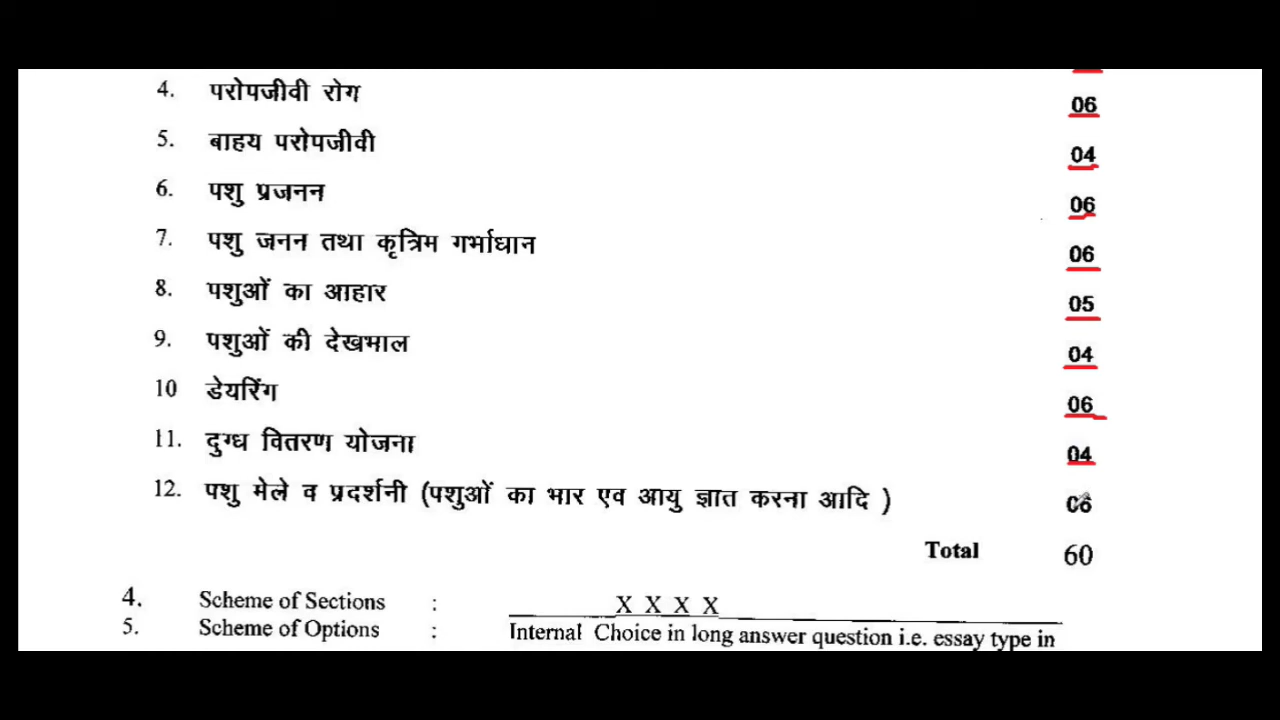 4. परोपजीवी रोग 06
5. बाहय परोपजीवी 04
6. पशु प्रजनन 06
7. पशु जनन तथा कृत्रिम गर्भाधान 06
8. पशुओं का आहार 05
9. पशुओं की देखभाल 04
10 डेयरिंग 06
11. दुग्ध वितरण योजना 04
12. पशु मेले व प्रदर्शनी (पशुओं का भार एव आयु ज्ञात करना आदि ) 06
Total 60
4. Scheme of Sections : X X X X
5. Scheme of Options : Internal Choice in long answer question i.e. essay type in